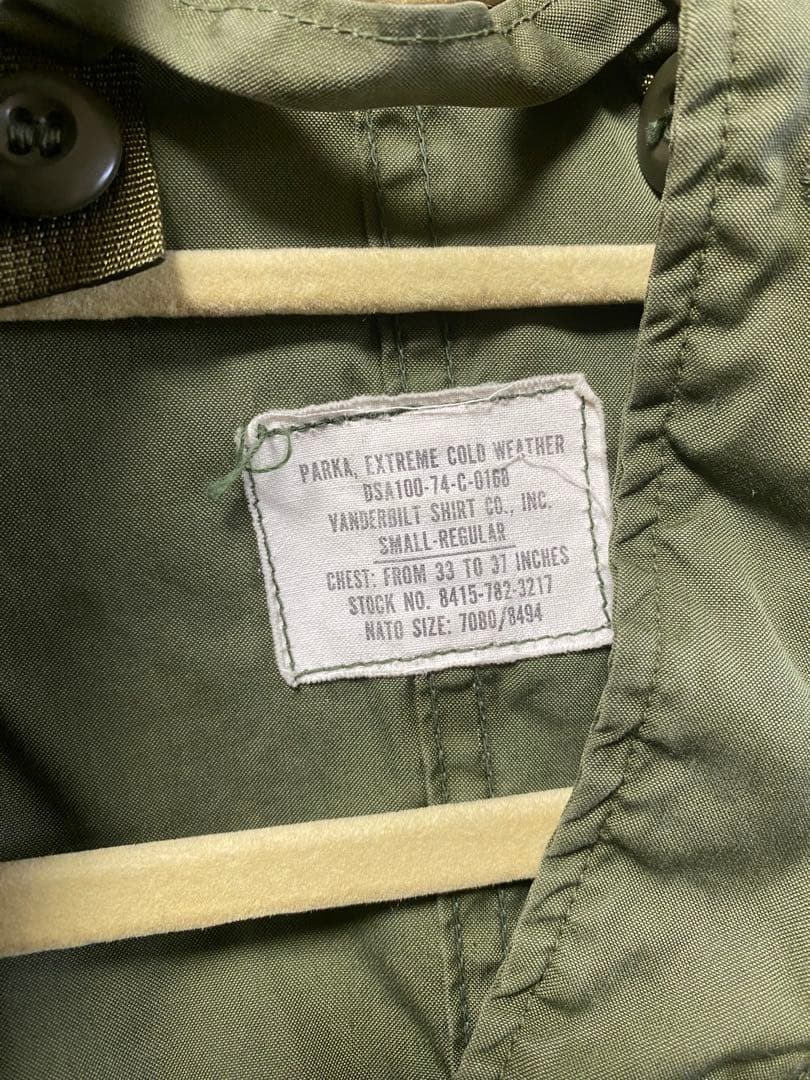 PARKA, EXTREME COLD WEATHER
DSA100-74-C-0168
VANDERBILT SHIRT CO., INC.
SMALL-REGULAR
CHEST: FROM 33 TO 37 INCHES
STOCK NO. 8415-782-3217
NATO SIZE: 7080/8494